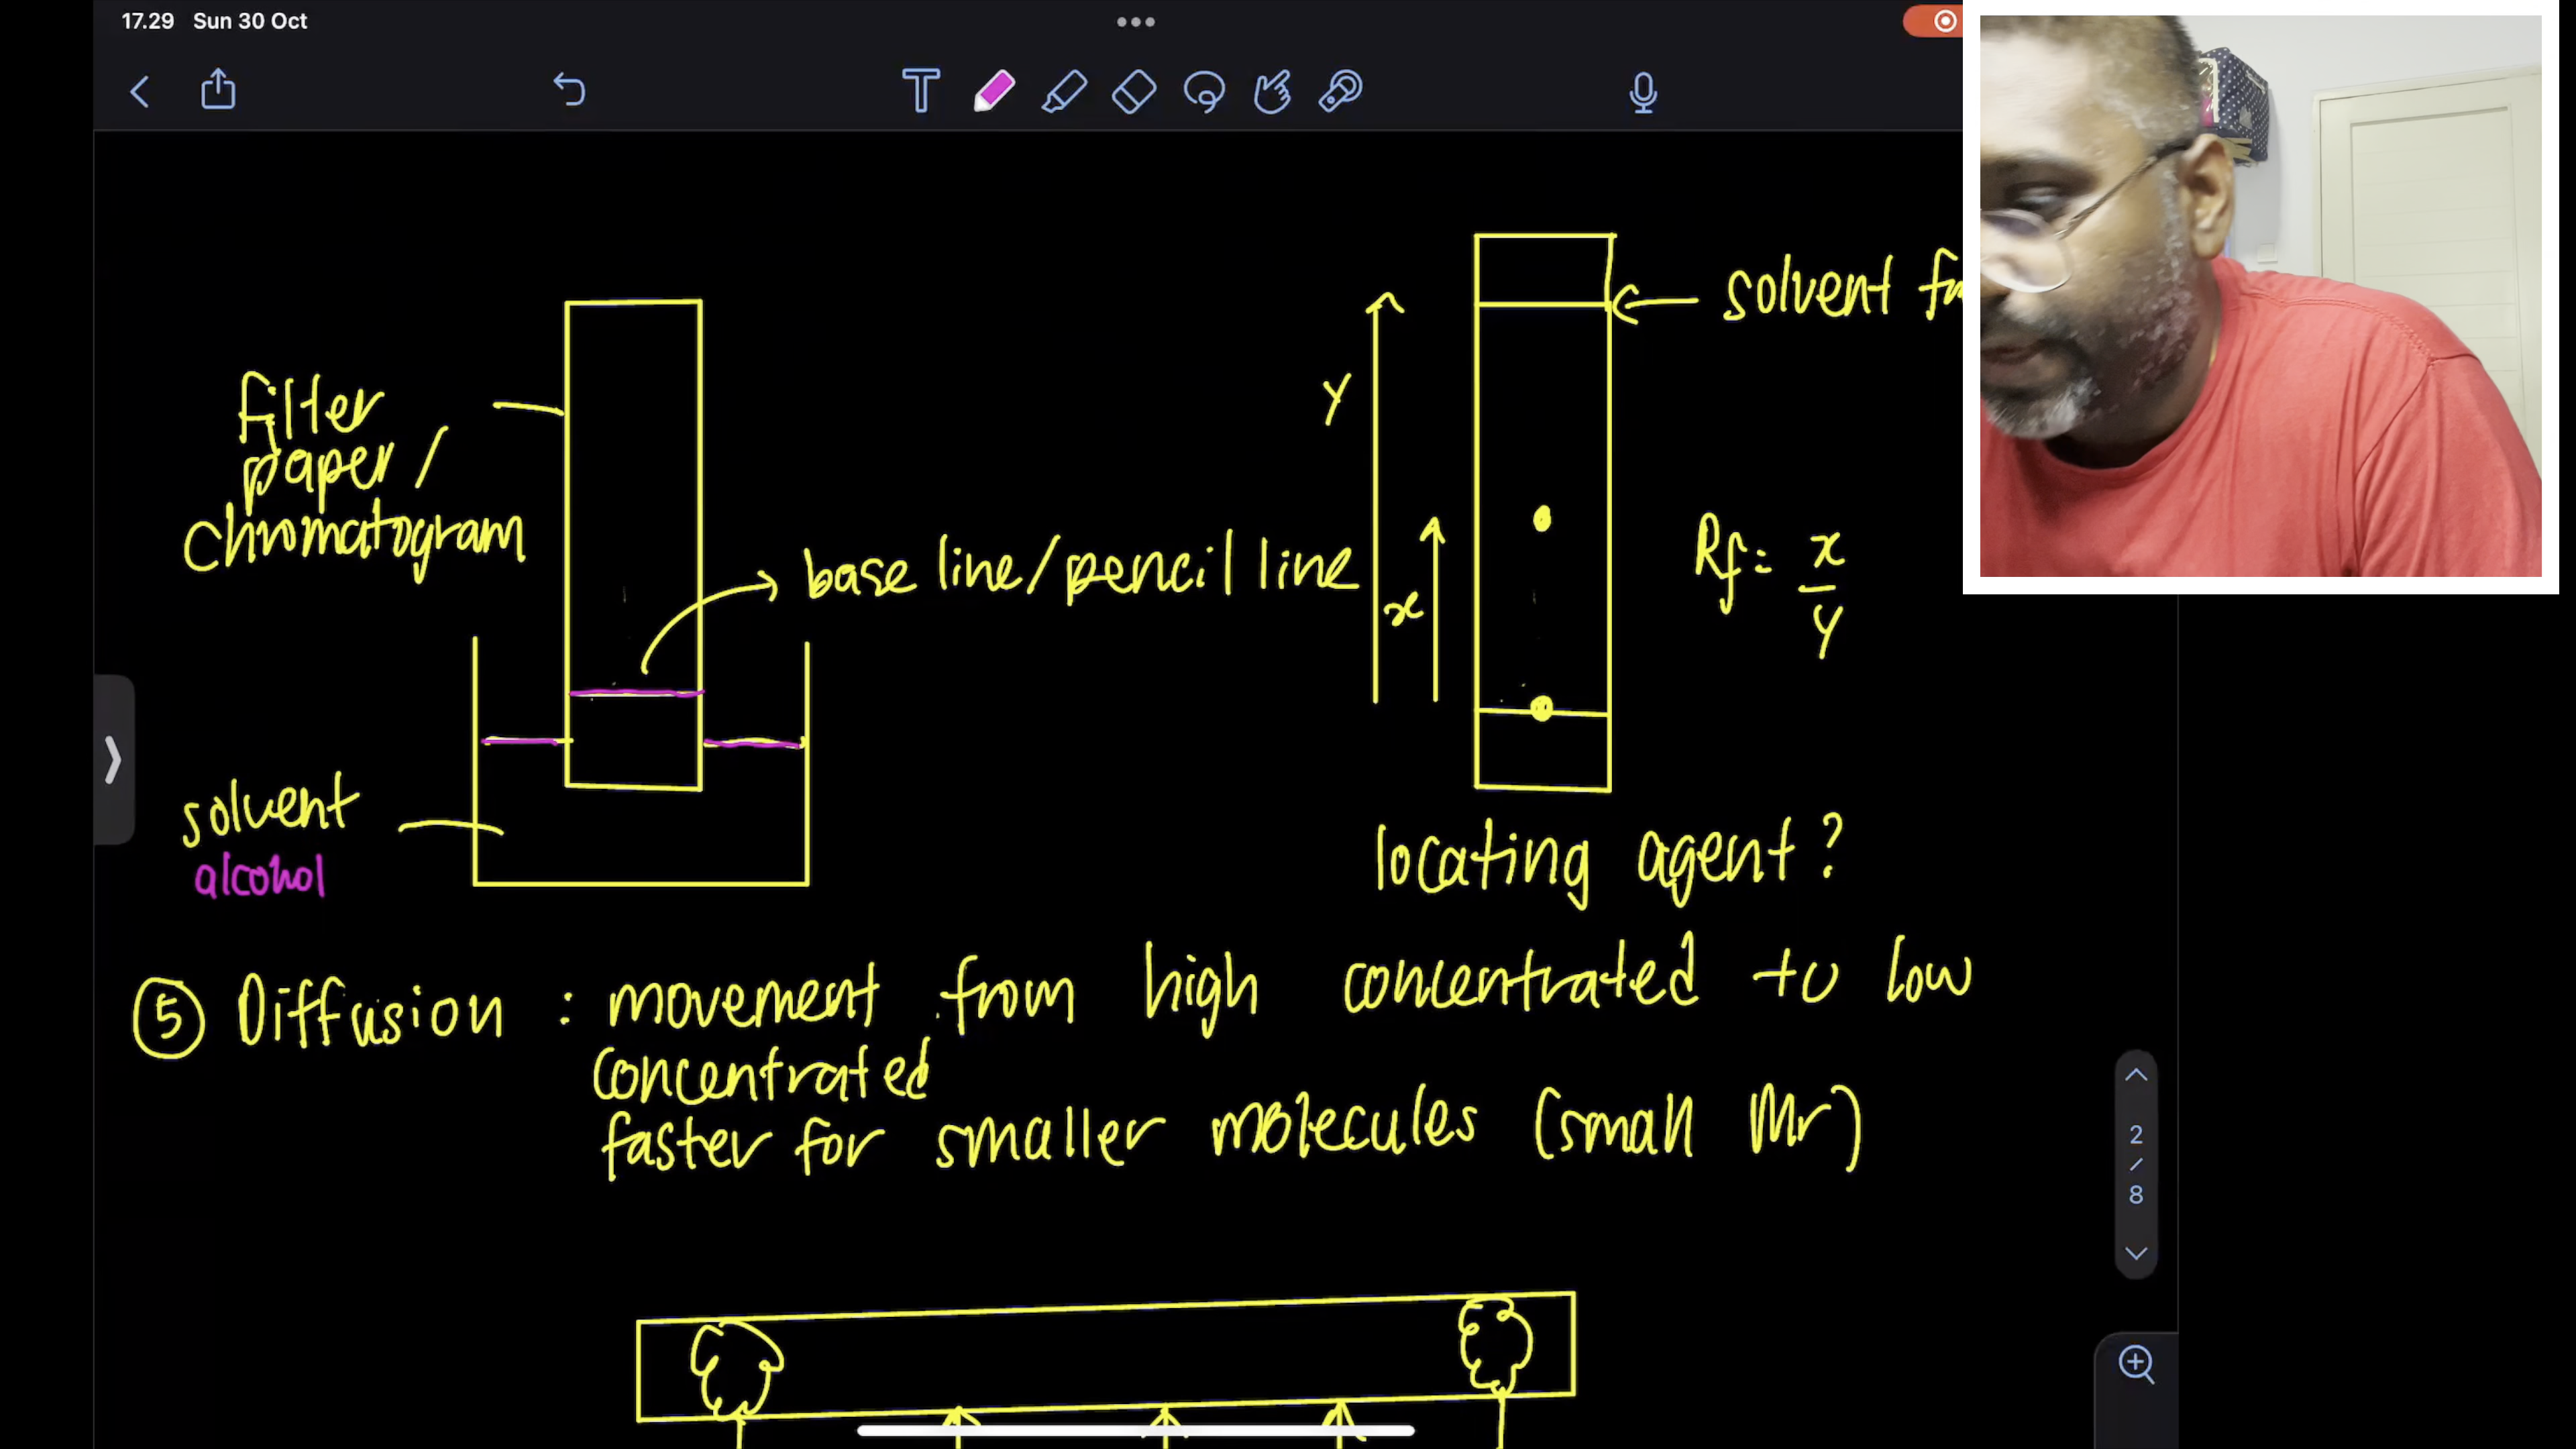 17.29 Sun 30 Oct
T
solvent
filter
paper/
chromatogram
Y
base line/pencil line
x
Rf = x
Y
solvent
alcohol
locating agent?
⑤ Diffusion : movement from high concentrated to low
concentrated
faster for smaller molecules (small Mr)
2
/
8